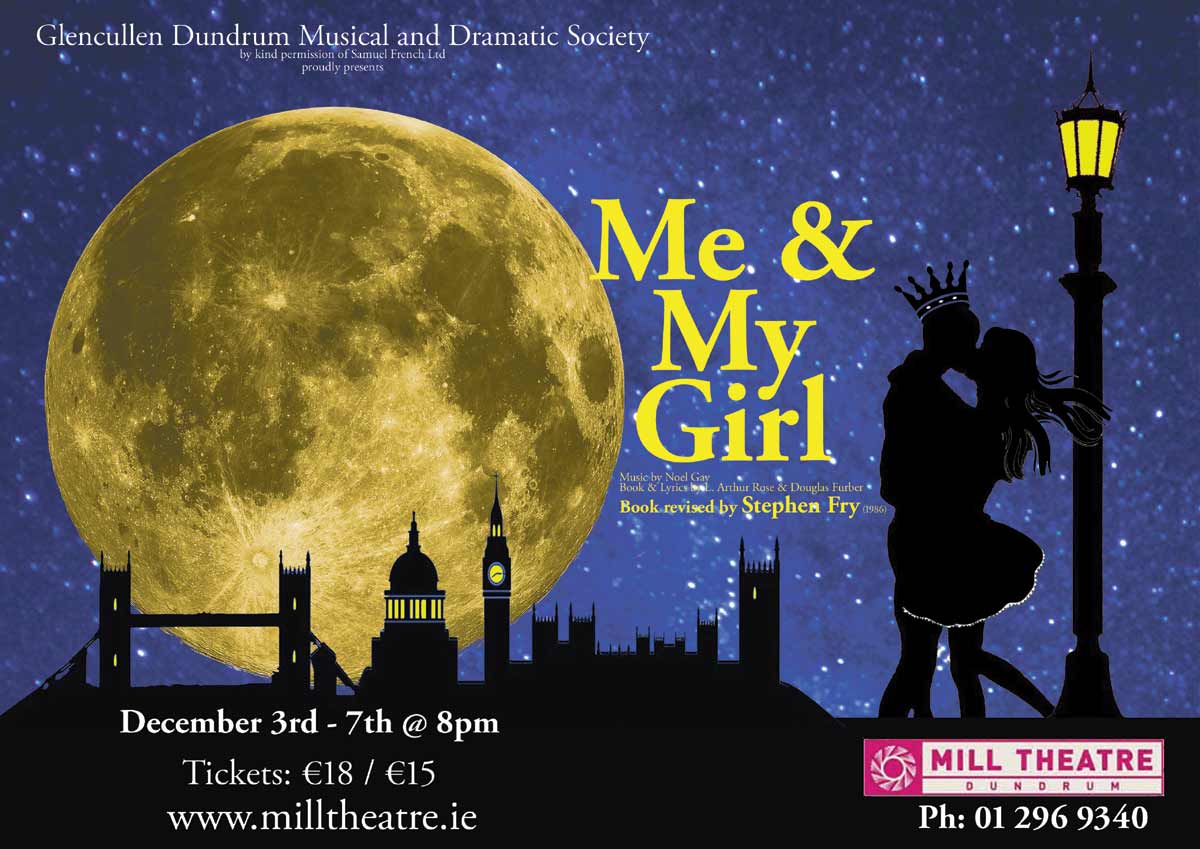 Glencullen Dundrum Musical and Dramatic Society
by kind permission of Samuel French Ltd
proudly presents
Me &
My
Girl
Music by Noel Gay
Book & Lyrics by L. Arthur Rose & Douglas Furber
Book revised by Stephen Fry (1986)
December 3rd - 7th @ 8pm
Tickets: €18 / €15
www.milltheatre.ie
MILL THEATRE
DUNDRUM
Ph: 01 296 9340